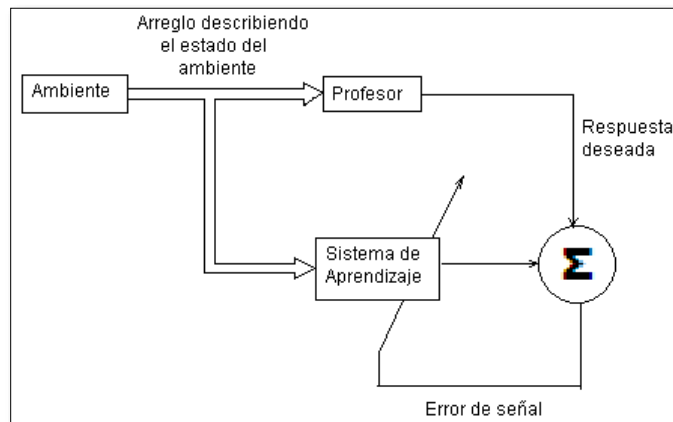 Arreglo describiendo
el estado del
ambiente
Ambiente
Profesor
Respuesta
deseada
Sistema de
Aprendizaje
Σ
Error de señal